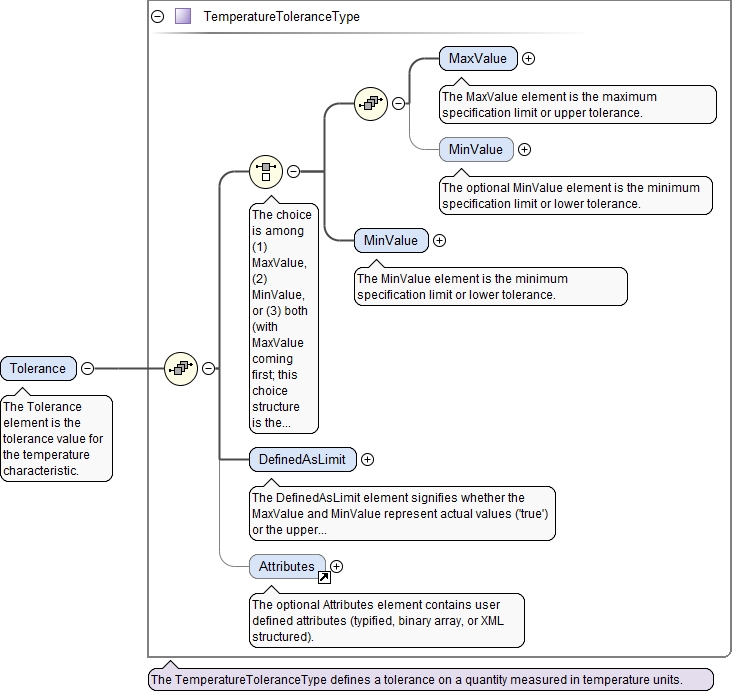 TemperatureToleranceType
MaxValue
The MaxValue element is the maximum
specification limit or upper tolerance.
MinValue
The optional MinValue element is the minimum
specification limit or lower tolerance.
The choice
is among
(1)
MaxValue,
(2)
MinValue,
or (3) both
(with
MaxValue
coming
first; this
choice
structure
is the...
MinValue
The MinValue element is the minimum
specification limit or lower tolerance.
Tolerance
The Tolerance
element is the
tolerance value for
the temperature
characteristic.
DefinedAsLimit
The DefinedAsLimit element signifies whether the
MaxValue and MinValue represent actual values ('true')
or the upper...
Attributes
The optional Attributes element contains user
defined attributes (typified, binary array, or XML
structured).
The TemperatureToleranceType defines a tolerance on a quantity measured in temperature units.